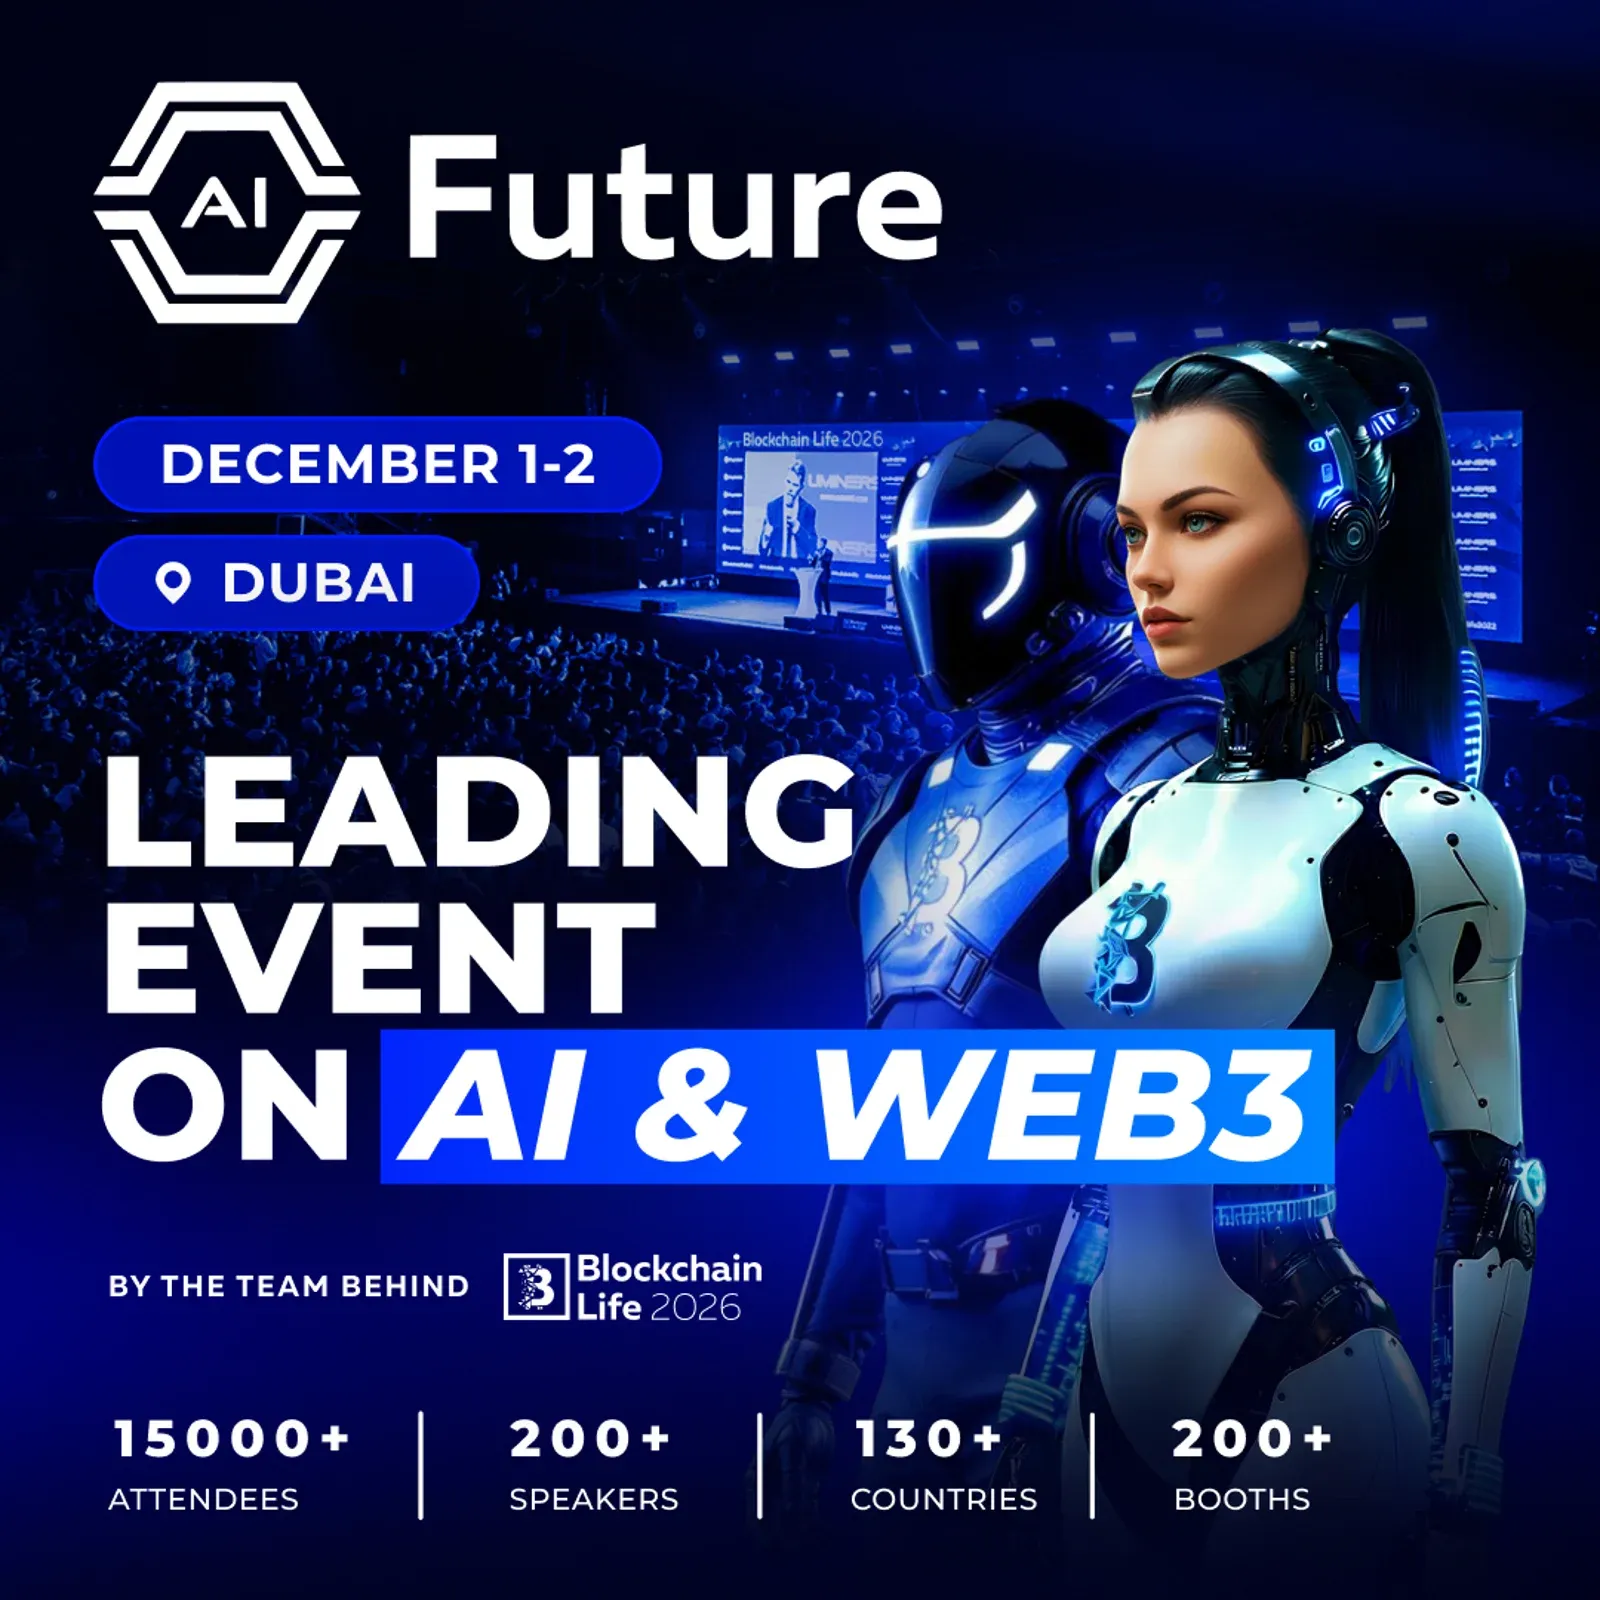 AI Future
DECEMBER 1-2
DUBAI
Blockchain Life 2026
UMINERS
LEADING
EVENT
ON AI & WEB3
BY THE TEAM BEHIND
Blockchain
Life 2026
15000+ 200+ 130+ 200+
ATTENDEES SPEAKERS COUNTRIES BOOTHS